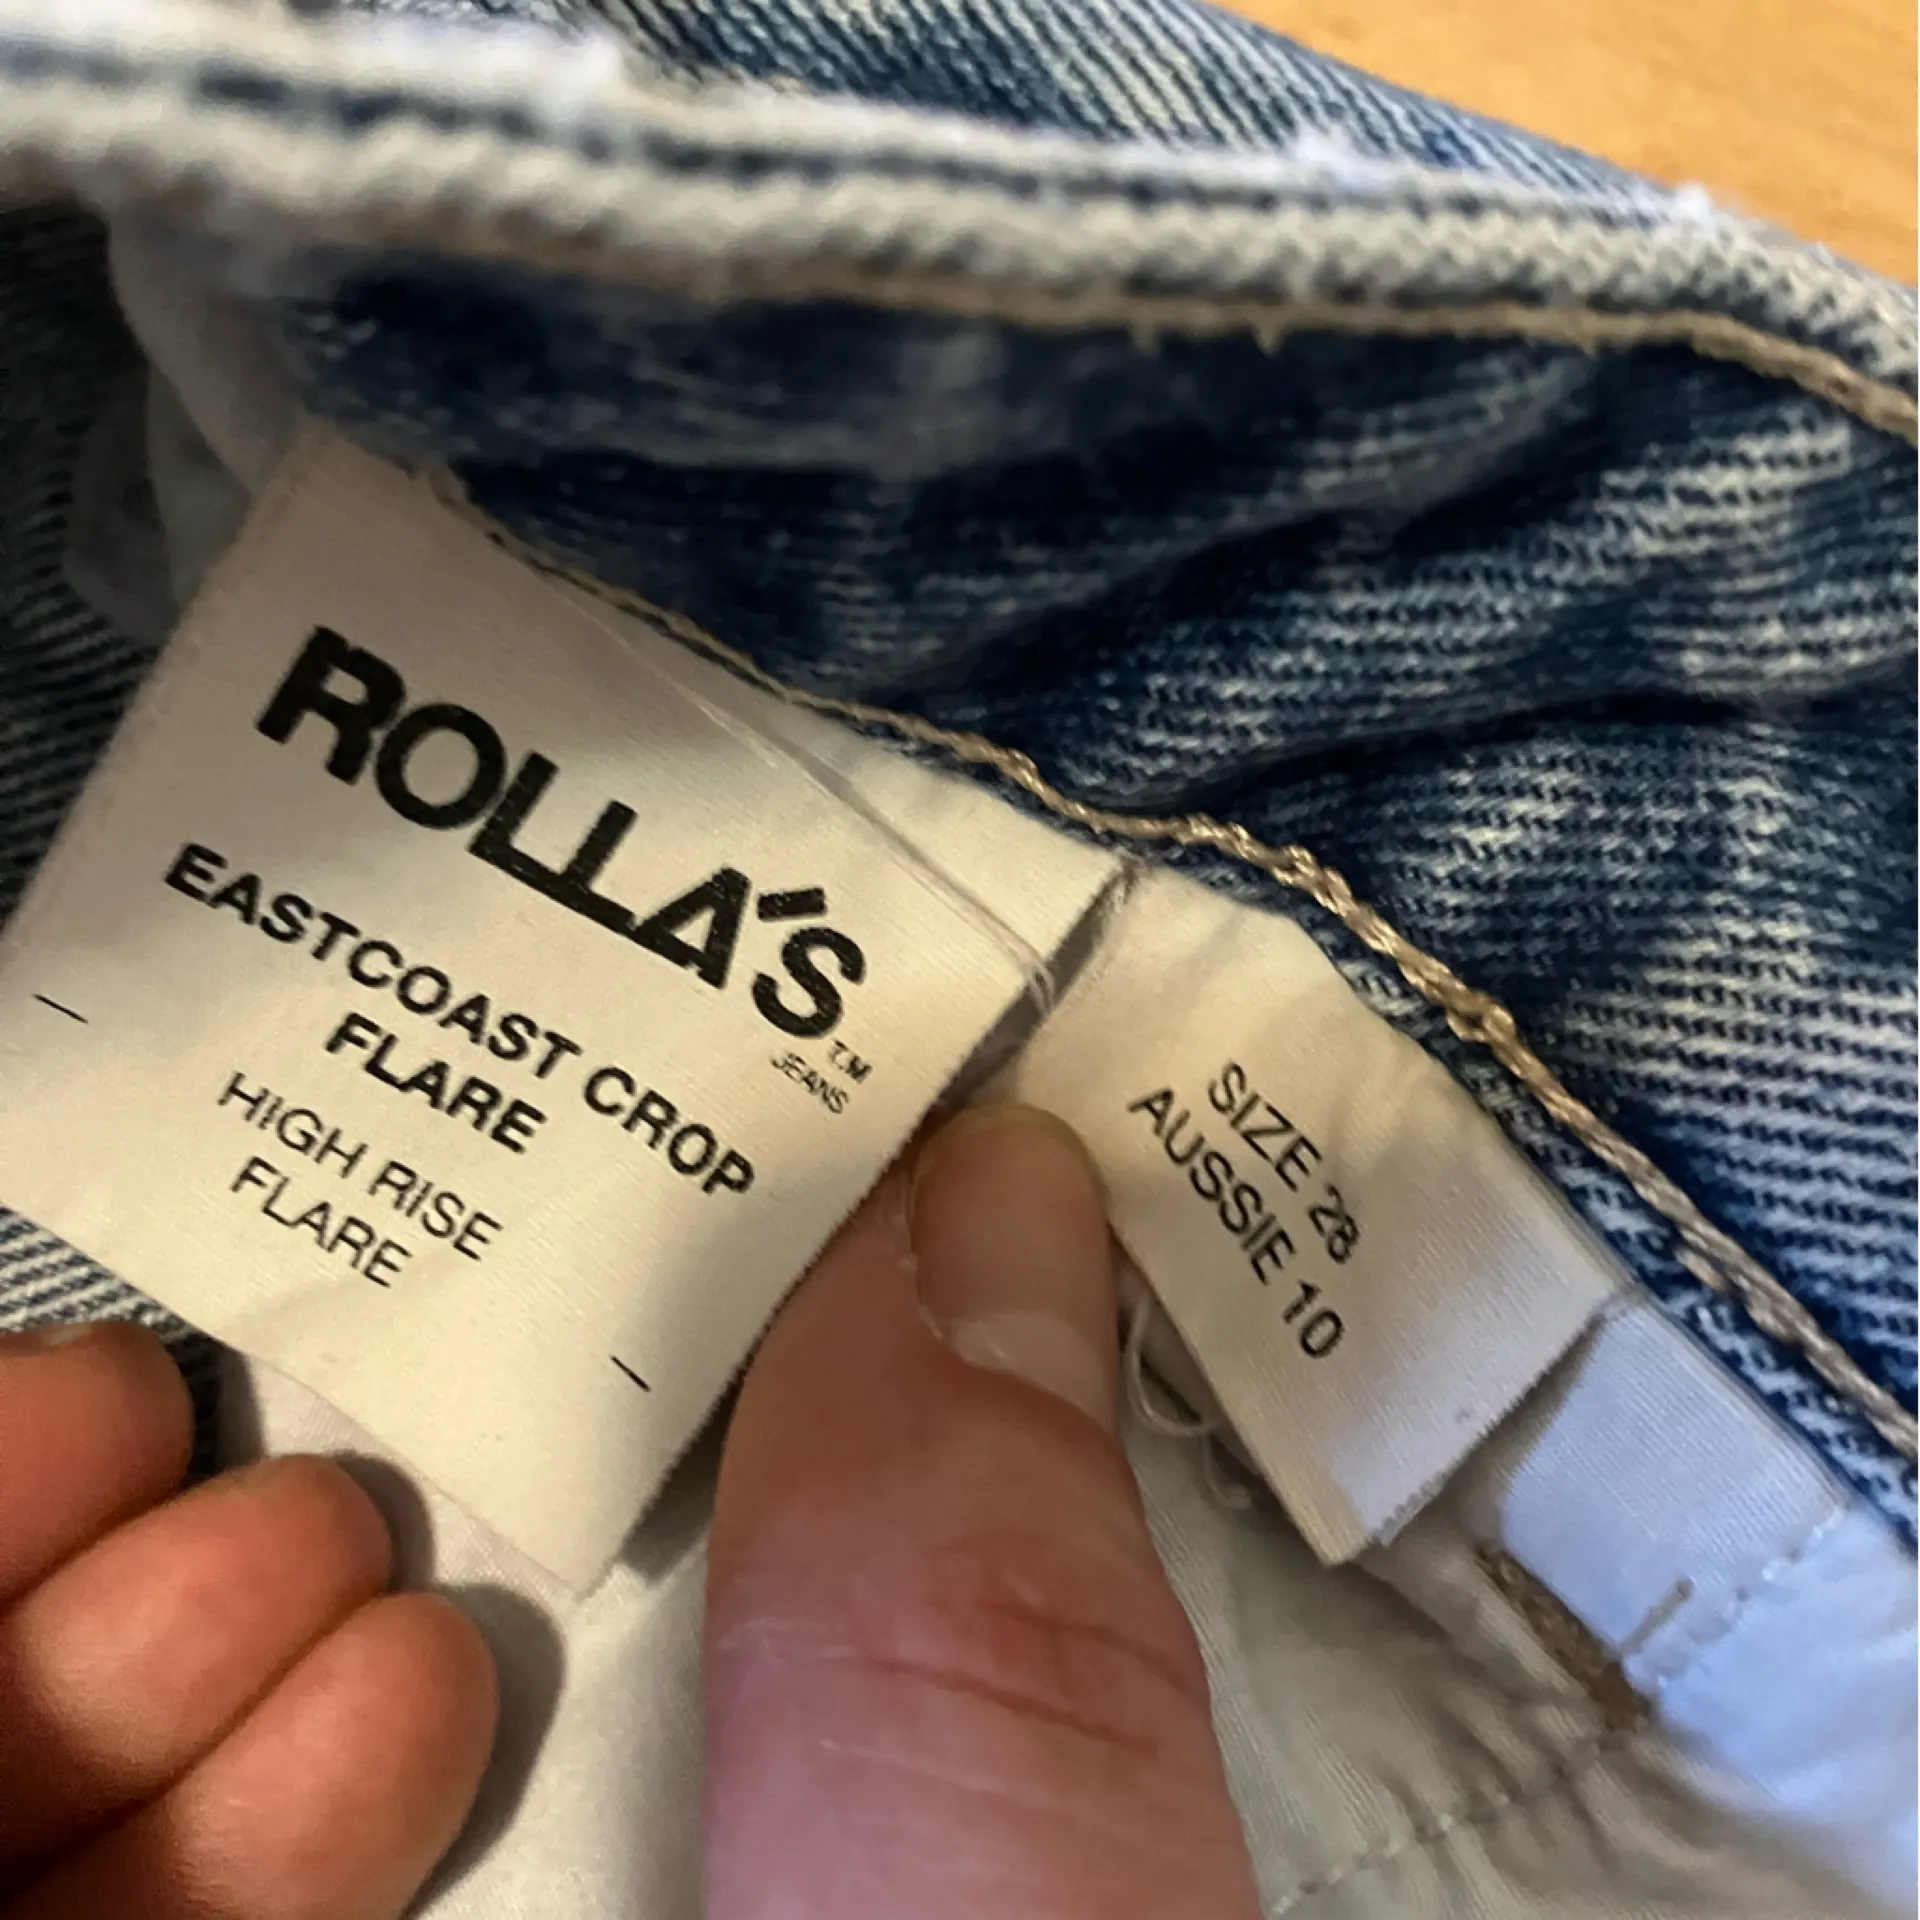 ROLLA'S
T.M
JEANS
EASTCOAST CROP
FLARE
HIGH RISE
FLARE
SIZE 28
AUSSIE 10